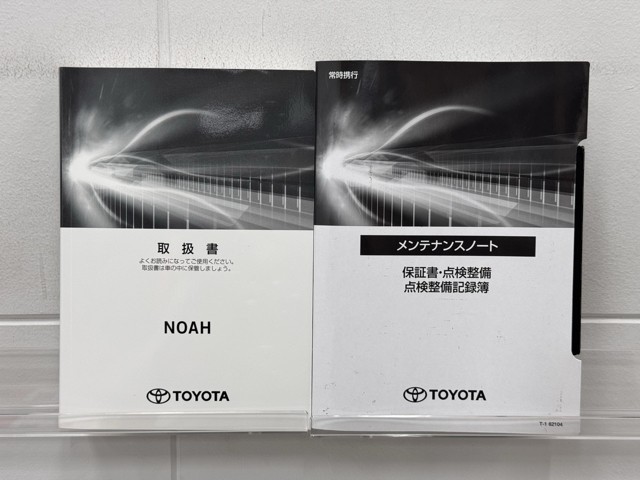 取扱書
よくお読みになってご使用ください。
取扱書は車の中に保管しましょう。
NOAH
TOYOTA
常時携行
メンテナンスノート
保証書・点検整備
点検整備記録簿
TOYOTA
T-1 92104